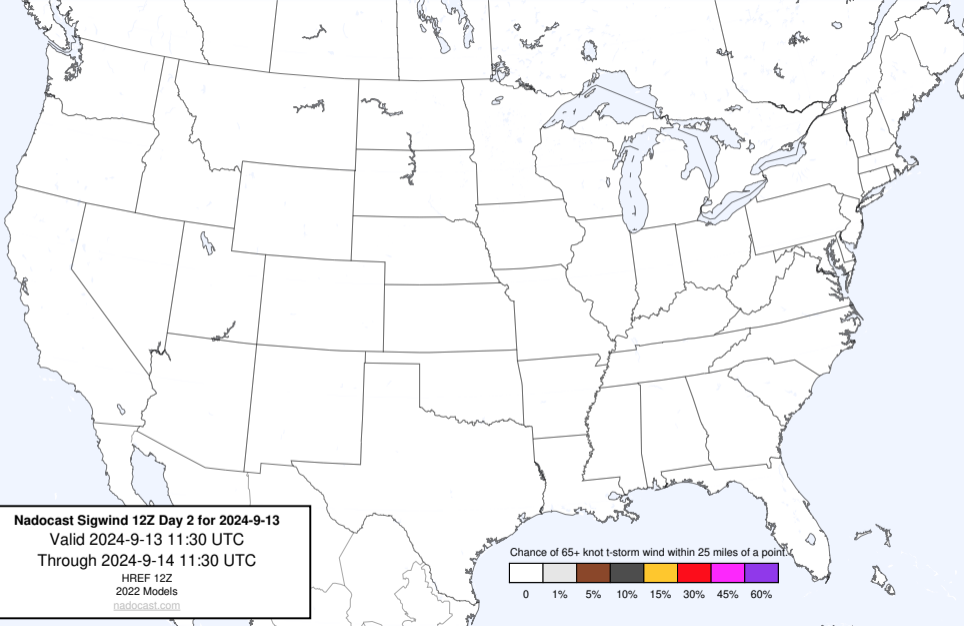 Nadocast Sigwind 12Z Day 2 for 2024-9-13
Valid 2024-9-13 11:30 UTC
Through 2024-9-14 11:30 UTC
HREF 12Z
2022 Models
nadocast.com
Chance of 65+ knot t-storm wind within 25 miles of a point.
0 1% 5% 10% 15% 30% 45% 60%